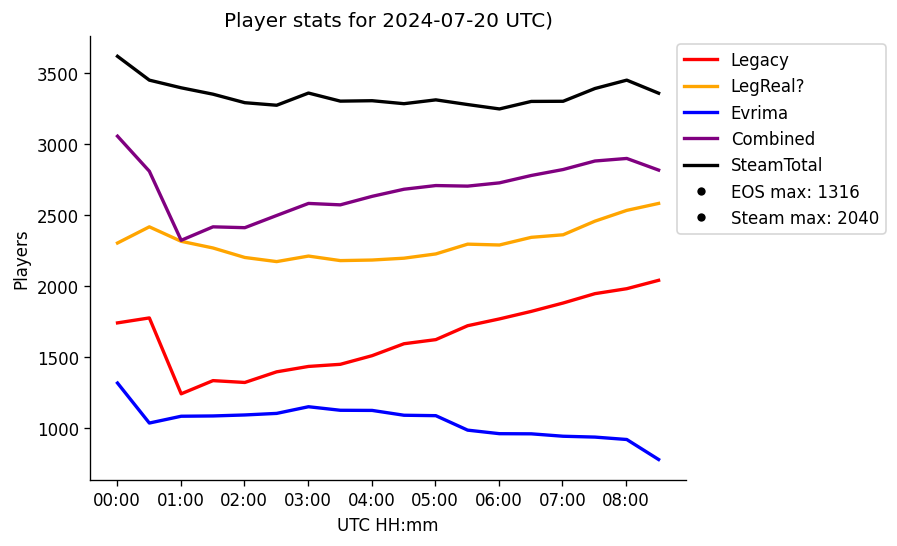 Player stats for 2024-07-20 UTC)
Legacy
LegReal?
Evrima
Combined
SteamTotal
EOS max: 1316
Steam max: 2040
Players
3500
3000
2500
2000
1500
1000
00:00 01:00 02:00 03:00 04:00 05:00 06:00 07:00 08:00
UTC HH:mm